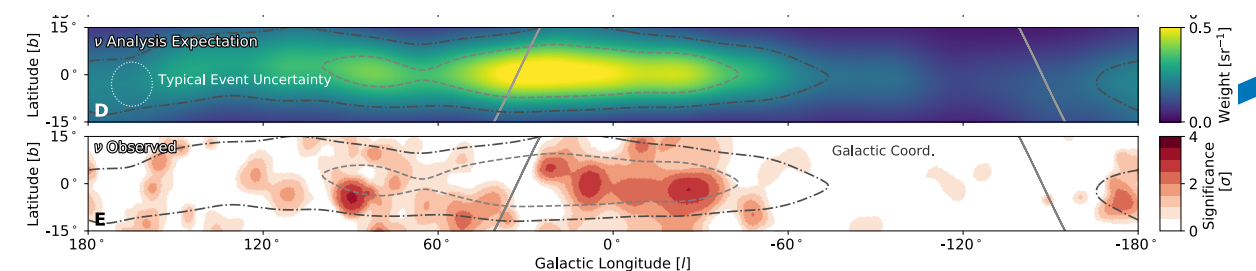 15°
ν Analysis Expectation
Typical Event Uncertainty
D
Latitude [b]
15°
0°
-15°
0.5
0.0
Weight [sr⁻¹]
15°
0°
-15°
Latitude [b]
ν Observed
E
Galactic Coord.
4
2
0
Significance
[σ]
180 120° 60° 0° -60° -120° -180°
Galactic Longitude [l]